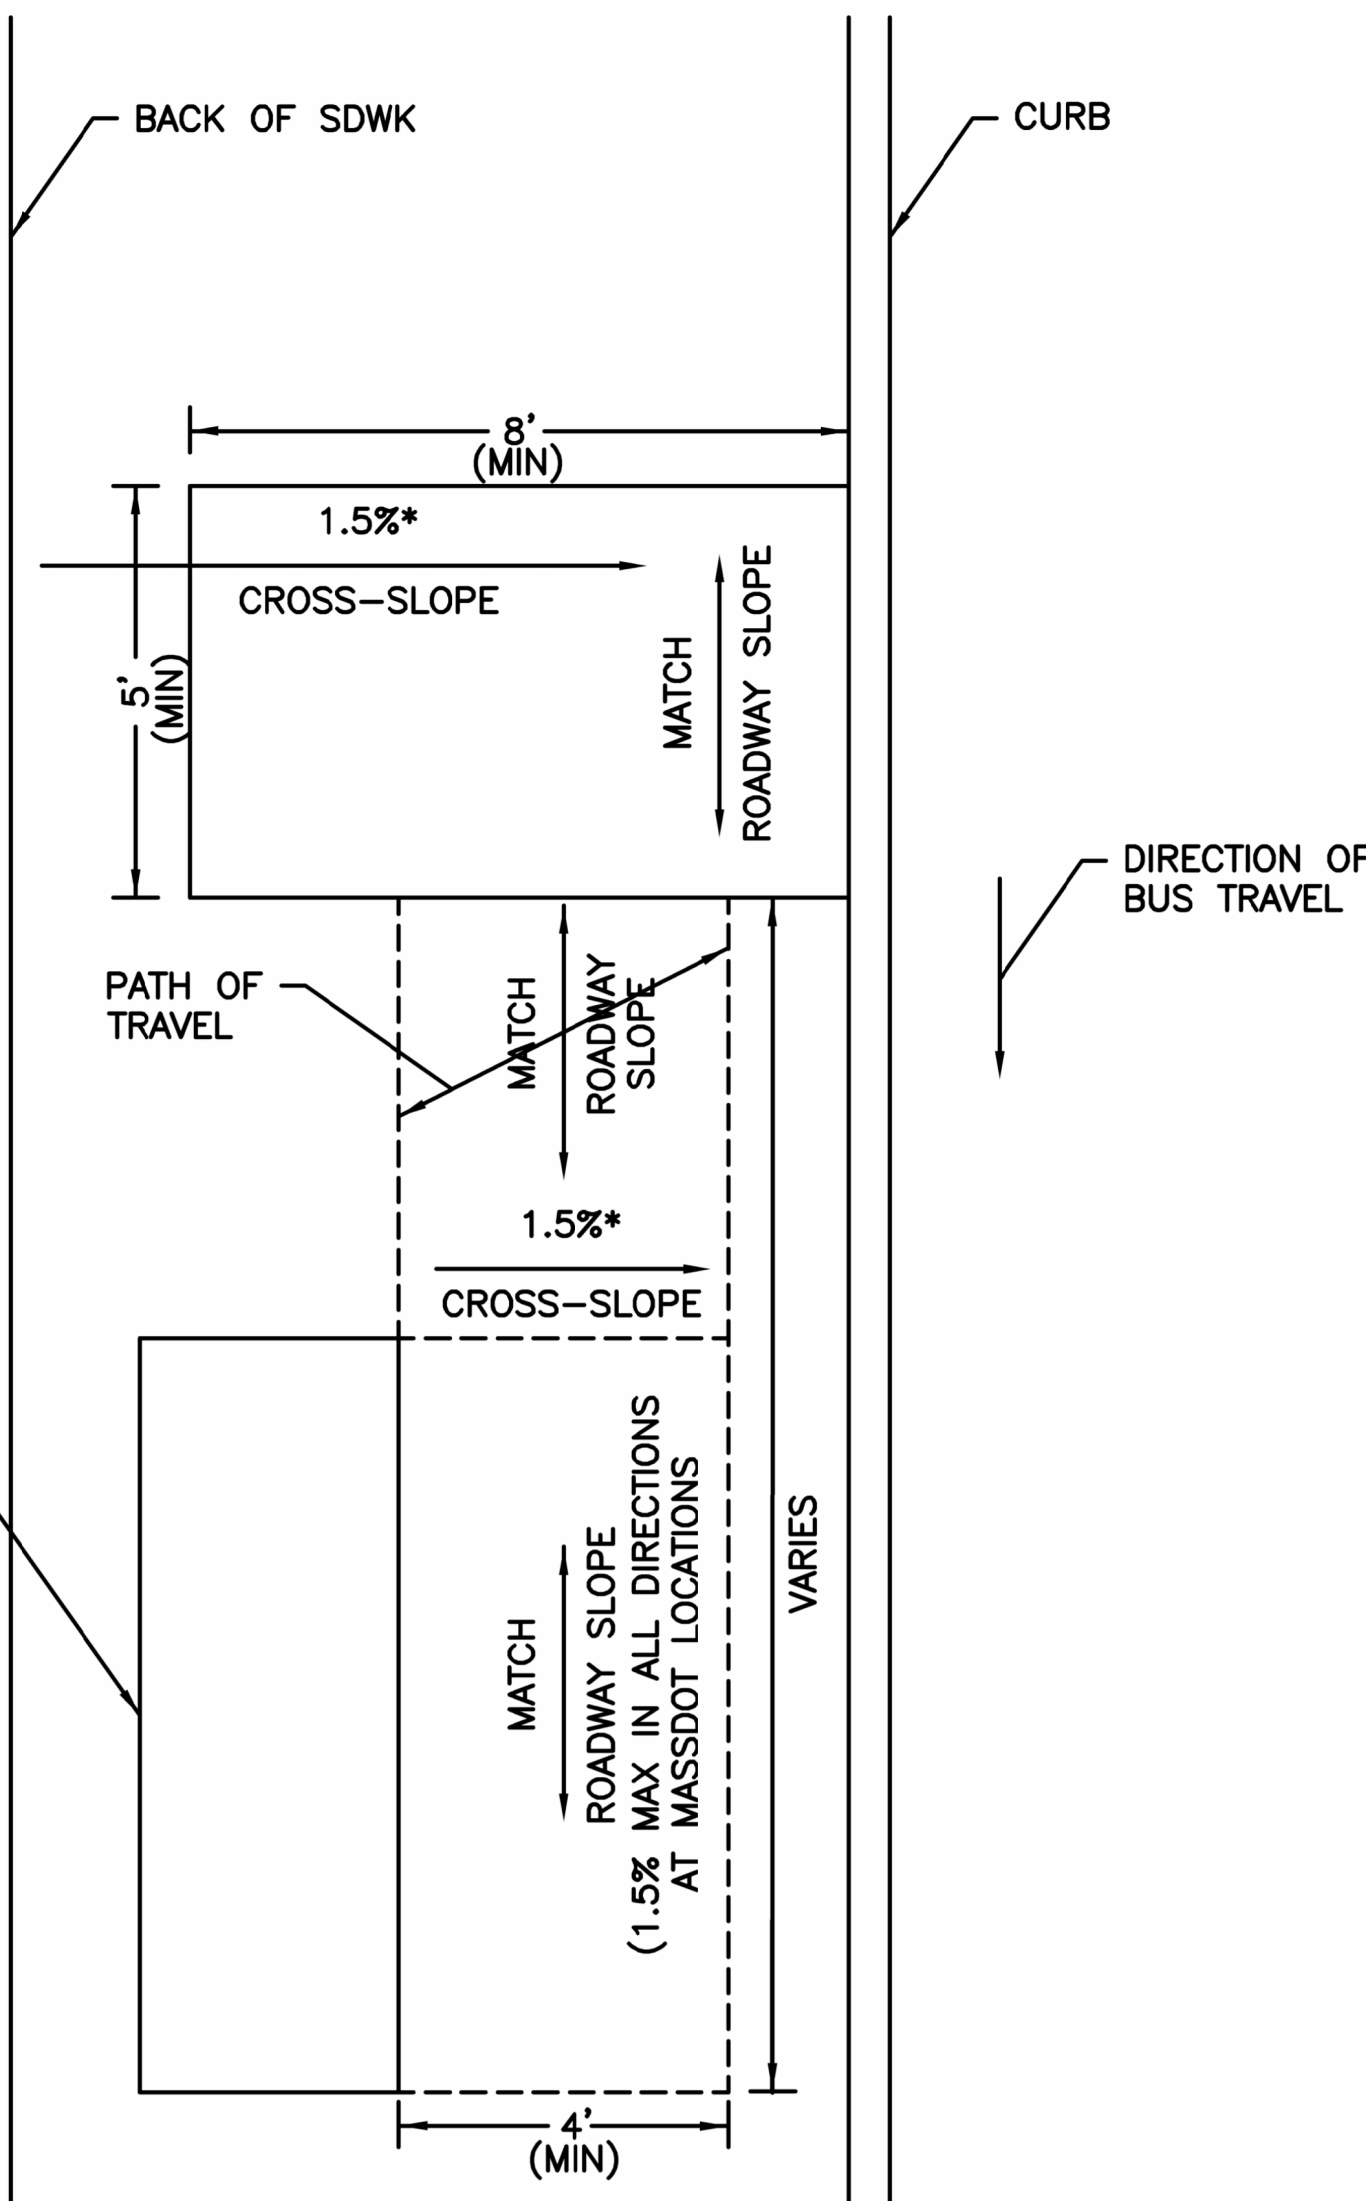 BACK OF SDWK
CURB
8'
(MIN)
1.5%*
CROSS-SLOPE
5'
(MIN)
MATCH
ROADWAY SLOPE
DIRECTION OF
BUS TRAVEL
PATH OF
TRAVEL
MATCH
ROADWAY
SLOPE
1.5%*
CROSS-SLOPE
MATCH
ROADWAY SLOPE
(1.5% MAX IN ALL DIRECTIONS
AT MASSDOT LOCATIONS
VARIES
4'
(MIN)